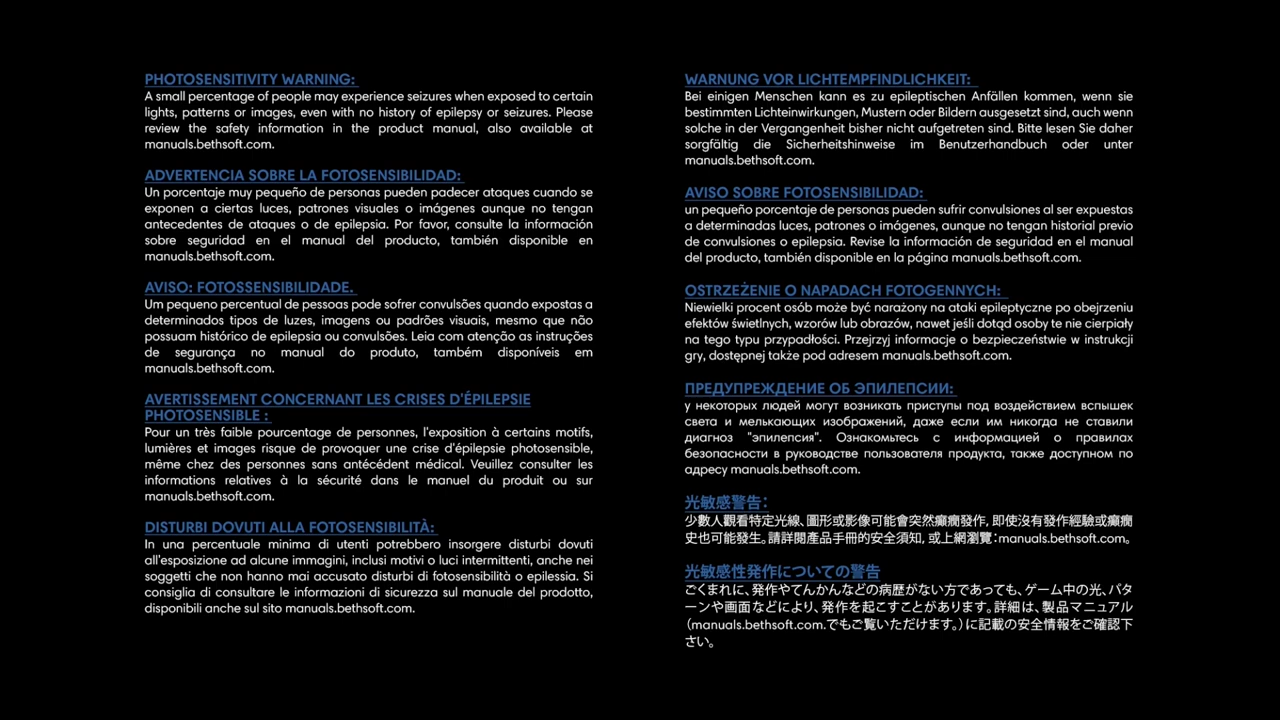 PHOTOSENSITIVITY WARNING:
A small percentage of people may experience seizures when exposed to certain
lights, patterns or images, even with no history of epilepsy or seizures. Please
review the safety information in the product manual, also available at
manuals.bethsoft.com.
ADVERTENCIA SOBRE LA FOTOSENSIBILIDAD:
Un porcentaje muy pequeño de personas pueden padecer ataques cuando se
exponen a ciertas luces, patrones visuales o imágenes aunque no tengan
antecedentes de ataques o de epilepsia. Por favor, consulte la información
sobre seguridad en el manual del producto, también disponible en
manuals.bethsoft.com.
AVISO: FOTOSSENSIBILIDADE.
Um pequeno percentual de pessoas pode sofrer convulsões quando expostas a
determinados tipos de luzes, imagens ou padrões visuais, mesmo que não
possuam histórico de epilepsia ou convulsões. Leia com atenção as instruções
de segurança no manual do produto, também disponíveis em
manuals.bethsoft.com.
AVERTISSEMENT CONCERNANT LES CRISES D'ÉPILEPSIE
PHOTOSENSIBLE :
Pour un très faible pourcentage de personnes, l'exposition à certains motifs,
lumières et images risque de provoquer une crise d'épilepsie photosensible,
même chez des personnes sans antécédent médical. Veuillez consulter les
informations relatives à la sécurité dans le manuel du produit ou sur
manuals.bethsoft.com.
DISTURBI DOVUTI ALLA FOTOSENSIBILITÀ:
In una percentuale minima di utenti potrebbero insorgere disturbi dovuti
all'esposizione ad alcune immagini, inclusi motivi o luci intermittenti, anche nei
soggetti che non hanno mai accusato disturbi di fotosensibilità o epilessia. Si
consiglia di consultare le informazioni di sicurezza sul manuale del prodotto,
disponibili anche sul sito manuals.bethsoft.com.
WARNUNG VOR LICHTEMPFINDLICHKEIT:
Bei einigen Menschen kann es zu epileptischen Anfällen kommen, wenn sie
bestimmten Lichteinwirkungen, Mustern oder Bildern ausgesetzt sind, auch wenn
solche in der Vergangenheit bisher nicht aufgetreten sind. Bitte lesen Sie daher
sorgfältig die Sicherheitshinweise im Benutzerhandbuch oder unter
manuals.bethsoft.com.
AVISO SOBRE FOTOSENSIBILIDAD:
un pequeño porcentaje de personas pueden sufrir convulsiones al ser expuestas
a determinadas luces, patrones o imágenes, aunque no tengan historial previo
de convulsiones o epilepsia. Revise la información de seguridad en el manual
del producto, también disponible en la página manuals.bethsoft.com.
OSTRZEŻENIE O NAPADACH FOTOGENNYCH:
Niewielki procent osób może być narażony na ataki epileptyczne po obejrzeniu
efektów świetlnych, wzorów lub obrazów, nawet jeśli dotąd osoby te nie cierpiały
na tego typu przypadłości. Przejrzyj informacje o bezpieczeństwie w instrukcji
gry, dostępnej także pod adresem manuals.bethsoft.com.
ПРЕДУПРЕЖДЕНИЕ ОБ ЭПИЛЕПСИИ:
у некоторых людей могут возникать приступы под воздействием вспышек
света и мелькающих изображений, даже если им никогда не ставили
диагноз "эпилепсия". Ознакомьтесь с информацией о правилах
безопасности в руководстве пользователя продукта, также доступном по
адресу manuals.bethsoft.com.
光敏感警告：
少數人觀看特定光線、圖形或影像可能會突然癲癇發作, 即使沒有發作經驗或癲癇
史也可能發生。請詳閱產品手冊的安全須知, 或上網瀏覽：manuals.bethsoft.com。
光敏感性発作についての警告
ごくまれに、発作やてんかんなどの病歴がない方であっても、ゲーム中の光、パタ
ーンや画面などにより、発作を起こすことがあります。詳細は、製品マニュアル
（manuals.bethsoft.com.でもご覧いただけます。）に記載の安全情報をご確認下
さい。